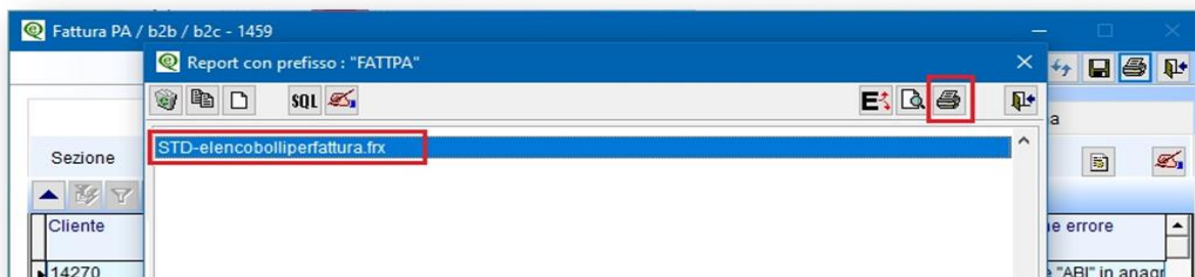 Fattura PA / b2b / b2c - 1459
Report con prefisso : "FATTPA"
SQL
E
a
STD-elencobolliperfattura.frx
Sezione
Cliente
e errore
14270
"ABI" in anagr